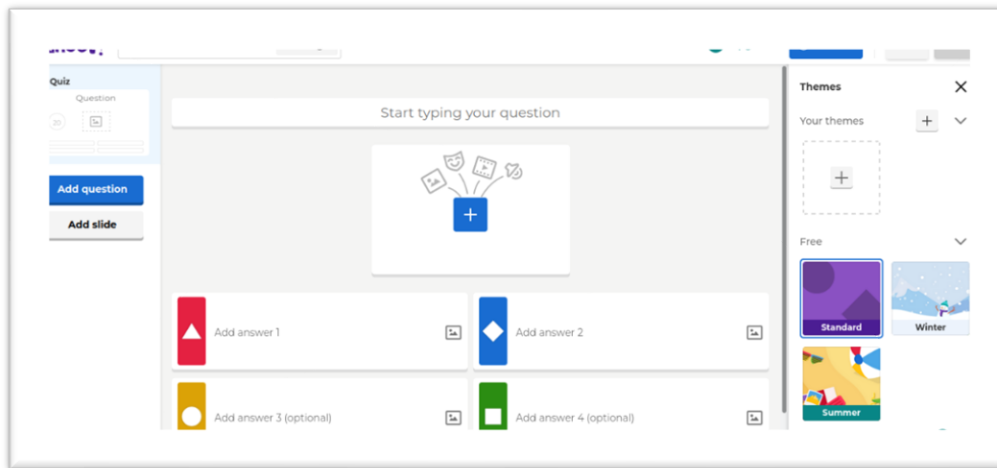 Quiz
Question
Add question
Add slide
Start typing your question
Add answer 1
Add answer 2
Add answer 3 (optional)
Add answer 4 (optional)
Themes
Your themes
Free
Standard
Winter
Summer